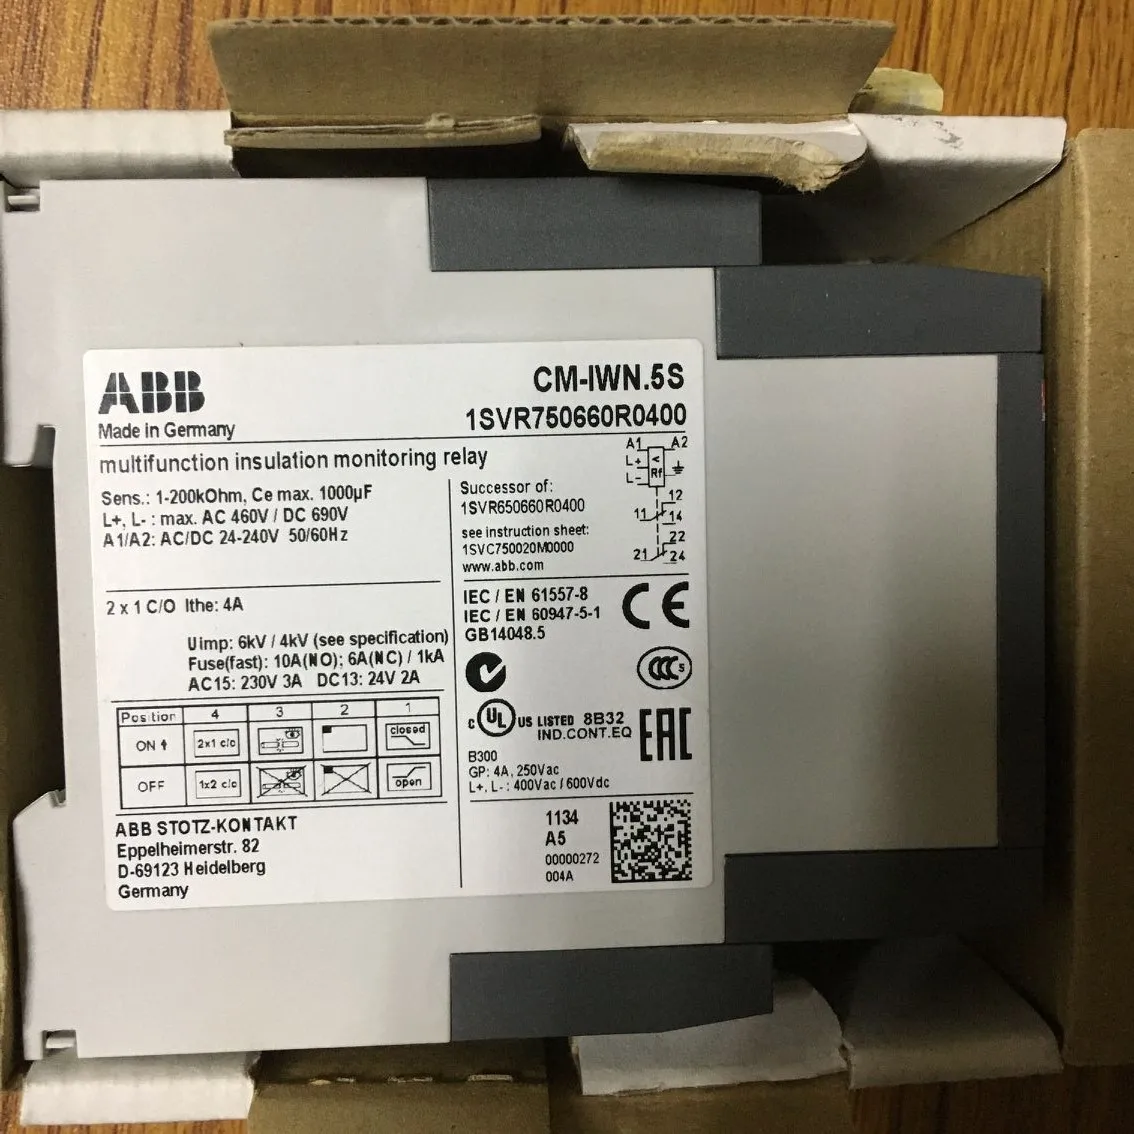 ABB
Made in Germany
CM-IWN.5S
1SVR750660R0400
multifunction insulation monitoring relay
Sens.: 1-200kOhm, Ce max. 1000µF
L+, L- : max. AC 460V / DC 690V
A1/A2: AC/DC 24-240V 50/60Hz
2 x 1 C/O Ithe: 4A
Uimp: 6kV / 4kV (see specification)
Fuse(fast): 10A(NO); 6A(NC) / 1kA
AC15: 230V 3A DC13: 24V 2A
Position 4 3 2 1
ON 2x1 c/o closed
OFF 1x2 c/o open
ABB STOTZ-KONTAKT
Eppelheimerstr. 82
D-69123 Heidelberg
Germany
Successor of:
1SVR650660R0400
see instruction sheet:
1SVC750020M0000
www.abb.com
A1 A2
L+
L-
< Rf
12
11 14
22
21 24
IEC / EN 61557-8
IEC / EN 60947-5-1
GB14048.5
CE
CCC S
c UL US LISTED 8B32
IND.CONT.EQ
EAC
B300
GP: 4A, 250Vac
L+, L- : 400Vac / 600Vdc
1134
A5
00000272
004A